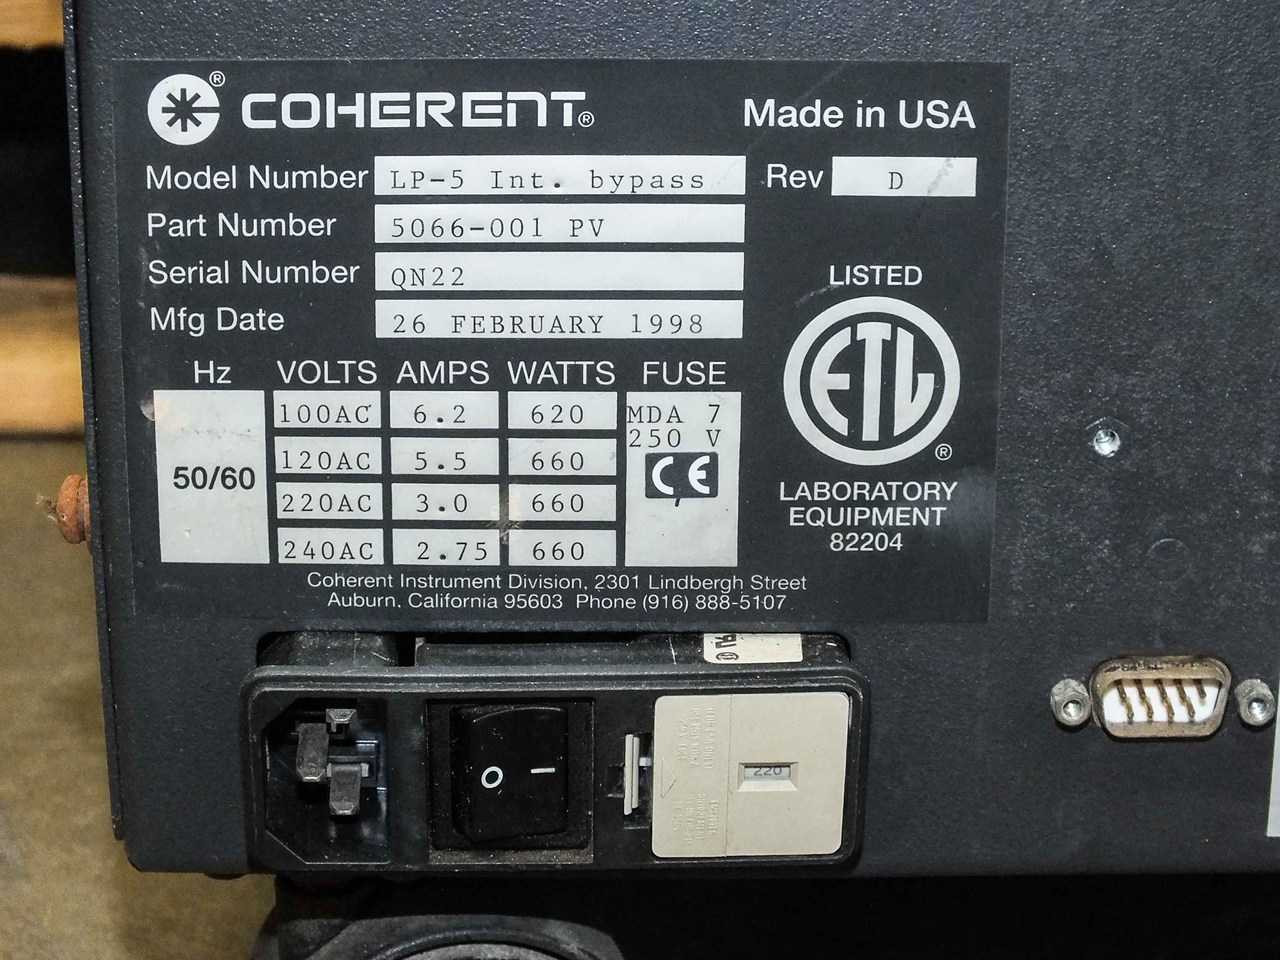 ® COHERENT®
Made in USA
Model Number LP-5 Int. bypass Rev D
Part Number 5066-001 PV
Serial Number QN22
Mfg Date 26 FEBRUARY 1998
Hz VOLTS AMPS WATTS FUSE
50/60
100AC 6.2 620 MDA 7
250 V
120AC 5.5 660
CE
220AC 3.0 660
240AC 2.75 660
LISTED
ETL
®
LABORATORY
EQUIPMENT
82204
Coherent Instrument Division, 2301 Lindbergh Street
Auburn, California 95603 Phone (916) 888-5107
O I
220